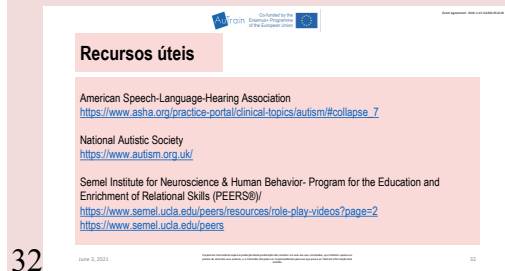 AuTrain
Co-funded by the
Erasmus+ Programme
of the European Union
Recursos úteis
American Speech-Language-Hearing Association
https://www.asha.org/practice-portal/clinical-topics/autism/#collapse_7
National Autistic Society
https://www.autism.org.uk/
Semel Institute for Neuroscience & Human Behavior- Program for the Education and
Enrichment of Relational Skills (PEERS®)/
https://www.semel.ucla.edu/peers/resources/role-play-videos?page=2
https://www.semel.ucla.edu/peers
32
June 3, 2021
32